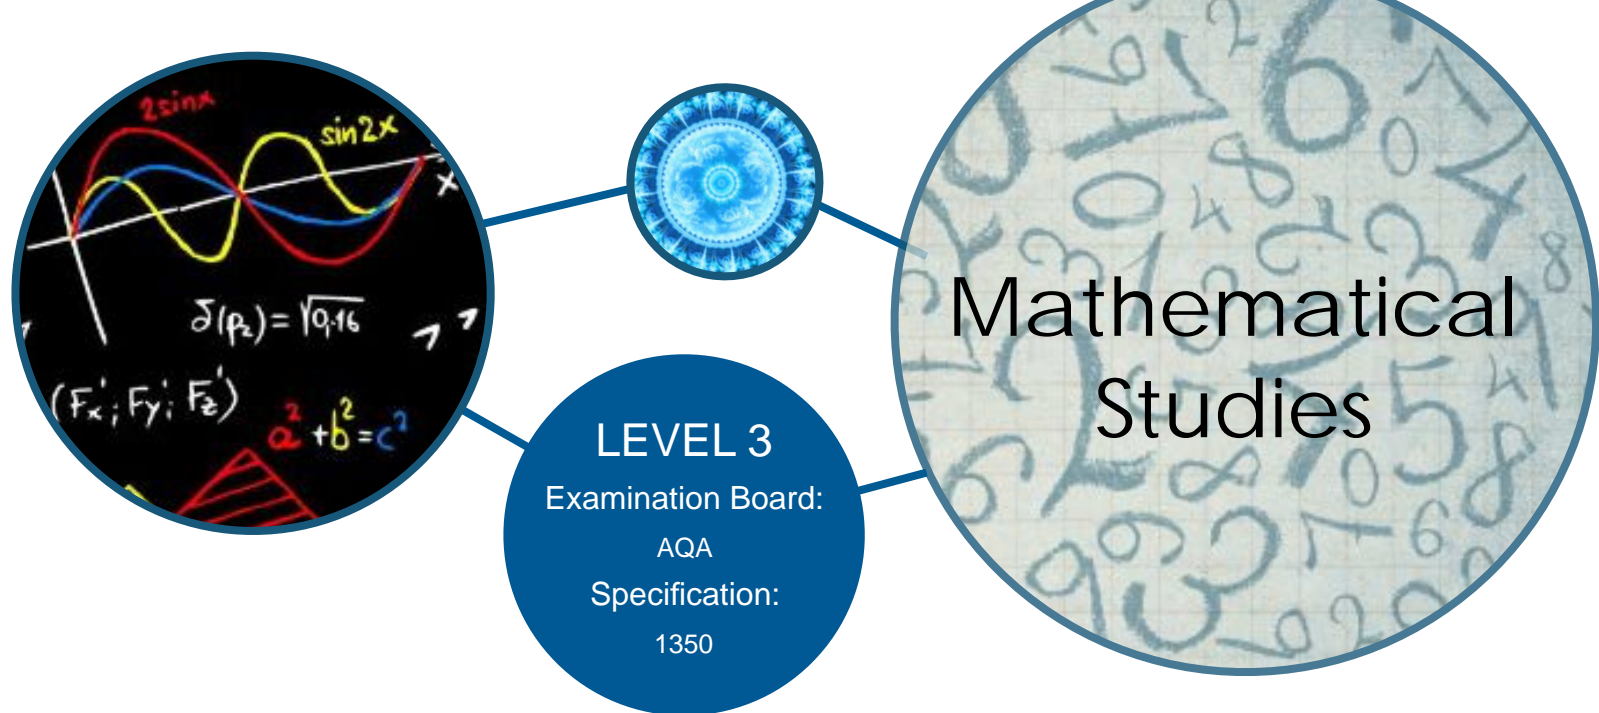 2sinx
sin2x
x
δ(p₂) = √0,16
(Fx'; Fy'; Fz')
a² + b² = c²
LEVEL 3
Examination Board:
AQA
Specification:
1350
Mathematical
Studies